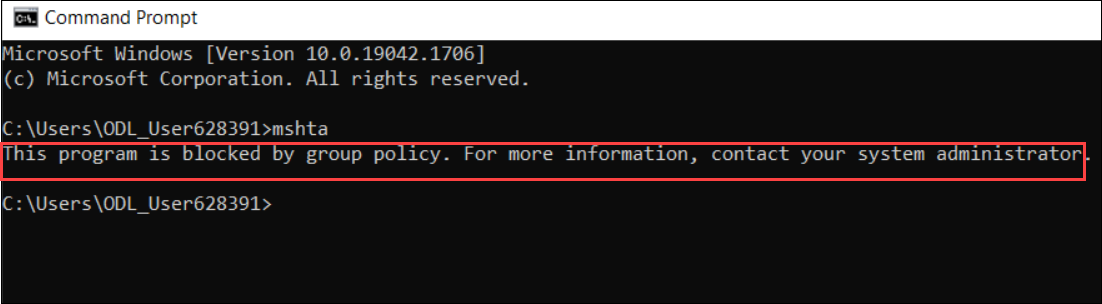 Command Prompt
Microsoft Windows [Version 10.0.19042.1706]
(c) Microsoft Corporation. All rights reserved.
C:\Users\ODL_User628391>mshta
This program is blocked by group policy. For more information, contact your system administrator.
C:\Users\ODL_User628391>